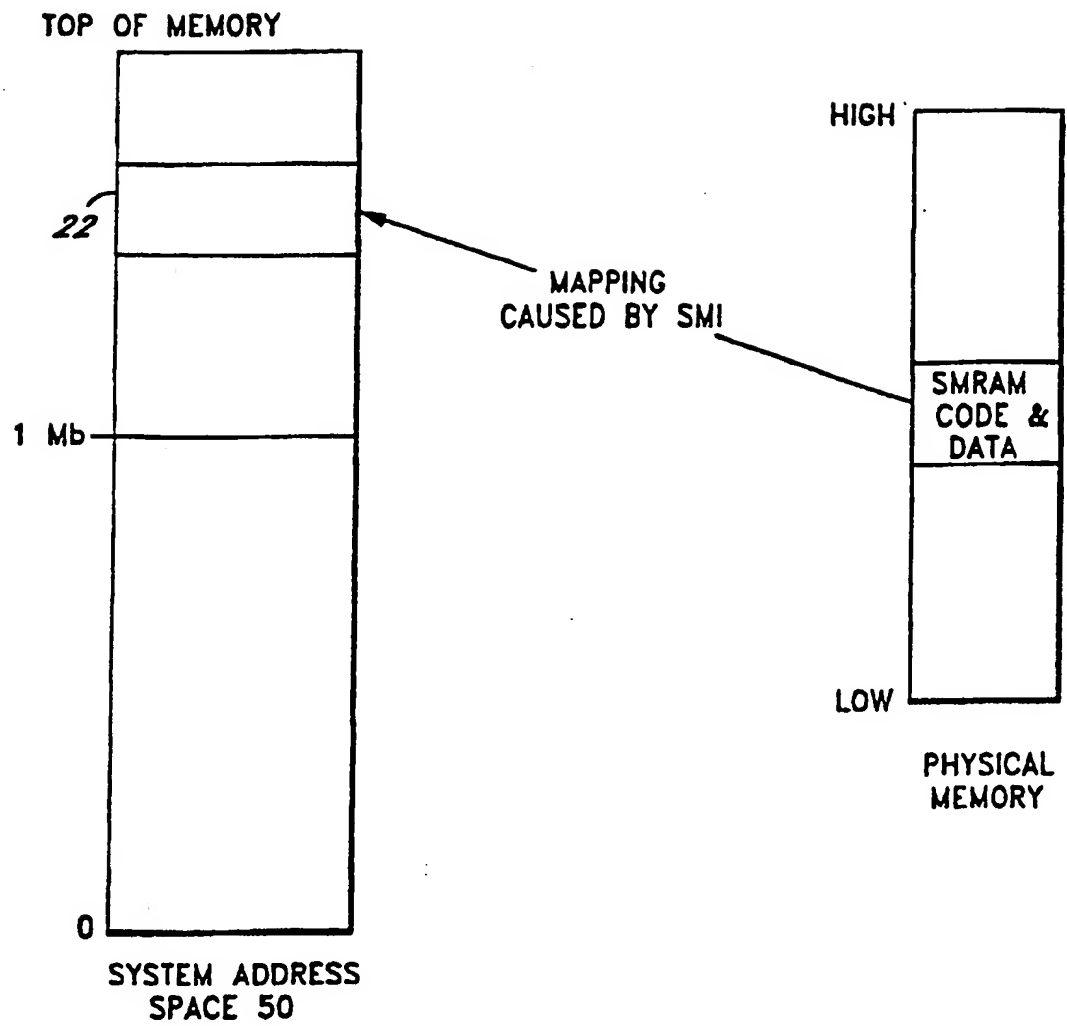 TOP OF MEMORY
HIGH
22
MAPPING
CAUSED BY SMI
SMRAM
CODE &
DATA
1 Mb
LOW
PHYSICAL
MEMORY
0
SYSTEM ADDRESS
SPACE 50